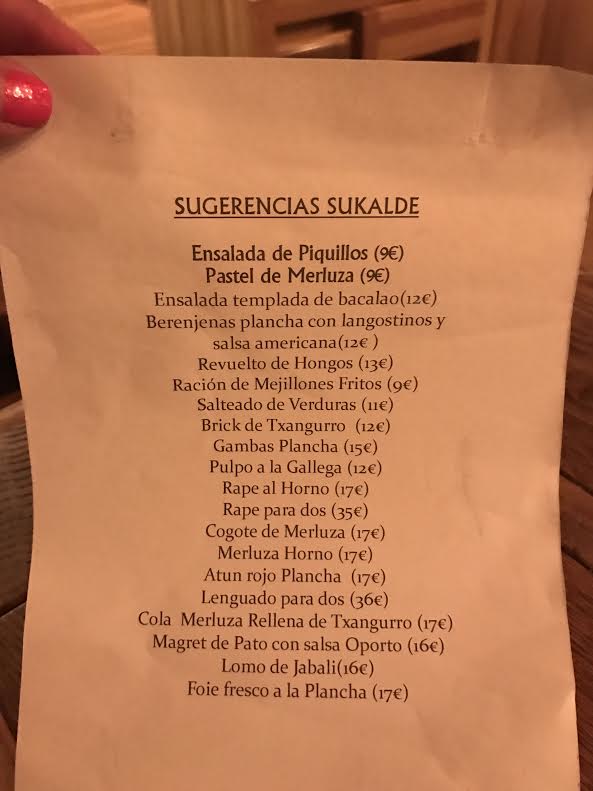 SUGERENCIAS SUKALDE
Ensalada de Piquillos (9€)
Pastel de Merluza (9€)
Ensalada templada de bacalao(12€)
Berenjenas plancha con langostinos y
salsa americana(12€ )
Revuelto de Hongos (13€)
Ración de Mejillones Fritos (9€)
Salteado de Verduras (11€)
Brick de Txangurro (12€)
Gambas Plancha (15€)
Pulpo a la Gallega (12€)
Rape al Horno (17€)
Rape para dos (35€)
Cogote de Merluza (17€)
Merluza Horno (17€)
Atun rojo Plancha (17€)
Lenguado para dos (36€)
Cola Merluza Rellena de Txangurro (17€)
Magret de Pato con salsa Oporto (16€)
Lomo de Jabali(16€)
Foie fresco a la Plancha (17€)